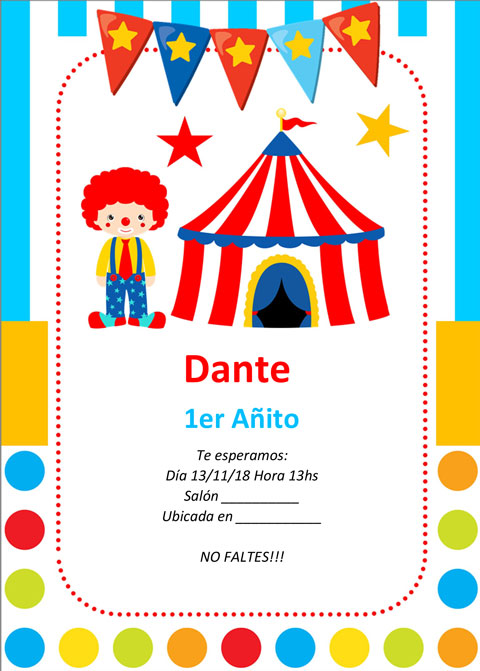 Dante
1er Añito
Te esperamos:
Día 13/11/18 Hora 13hs
Salón __________
Ubicada en ___________
NO FALTES!!!